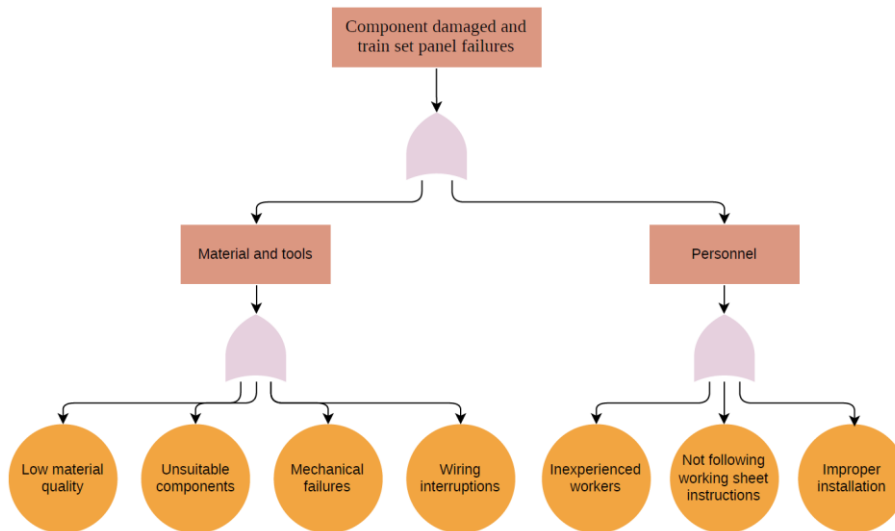 Component damaged and
train set panel failures
Material and tools
Personnel
Low material
quality
Unsuitable
components
Mechanical
failures
Wiring
interruptions
Inexperienced
workers
Not following
working sheet
instructions
Improper
installation